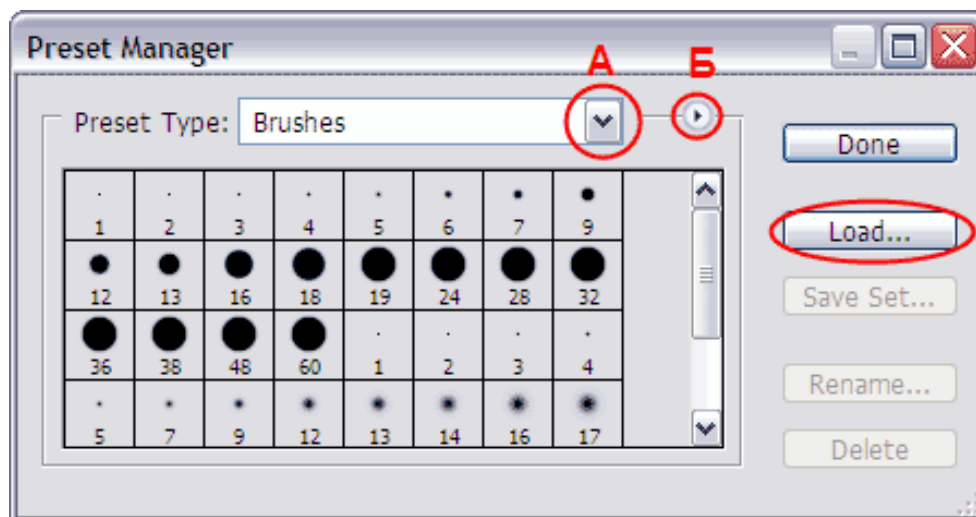 Preset Manager
А Б
Preset Type: Brushes
Done
1 2 3 4 5 6 7 9
Load...
12 13 16 18 19 24 28 32
Save Set...
36 38 48 60 1 2 3 4
Rename...
5 7 9 12 13 14 16 17
Delete